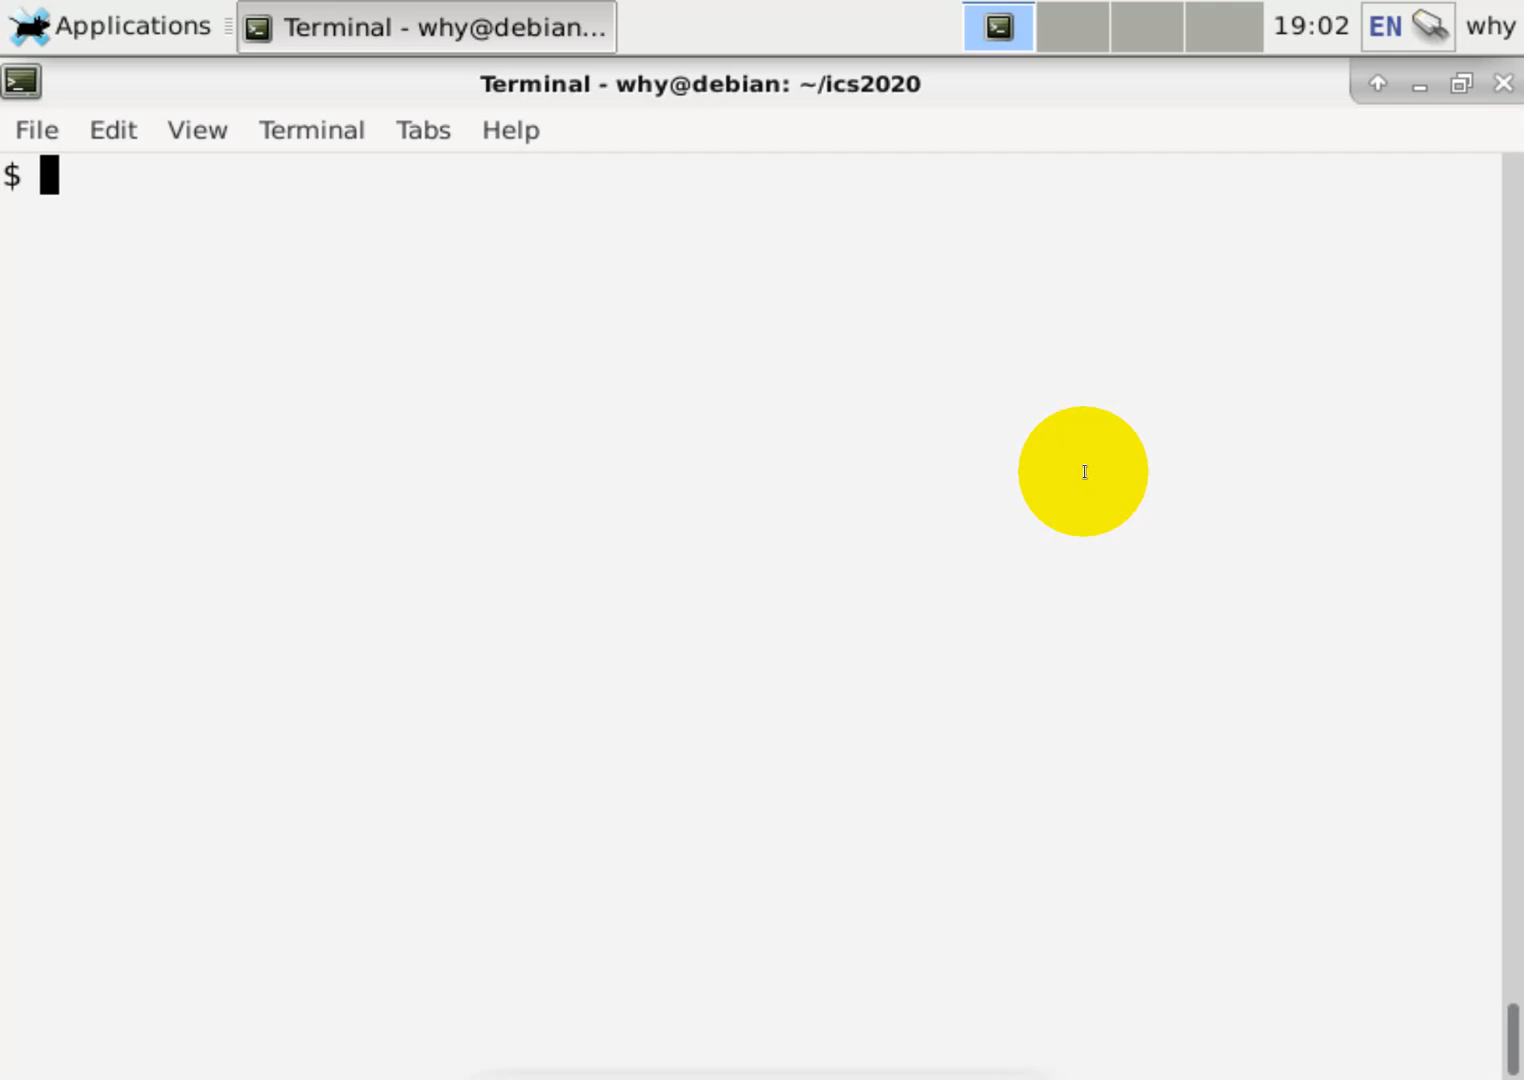 Applications Terminal - why@debian... 19:02 EN why
Terminal - why@debian: ~/ics2020
File Edit View Terminal Tabs Help
$